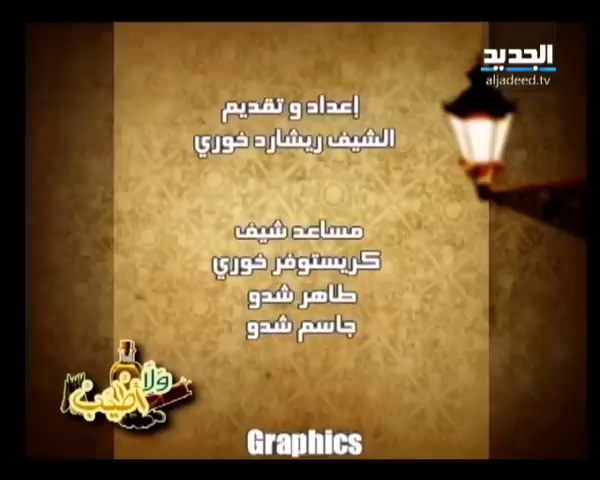 الجديد
aljadeed.tv
إعداد و تقديم
الشيف ريشارد خوري
مساعد شيف
كريستوفر خوري
طاهر شدو
جاسم شدو
وَلَا
أَطْيَبْ
Graphics